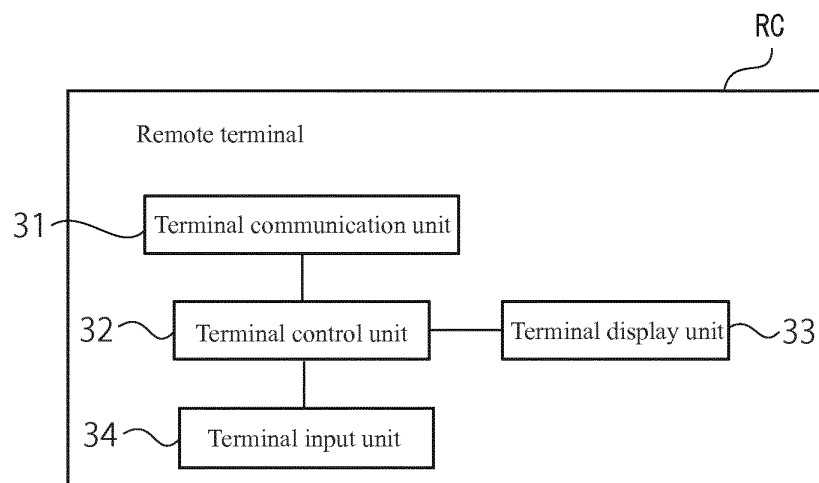 RC
Remote terminal
31
Terminal communication unit
32
Terminal control unit
Terminal display unit
33
34
Terminal input unit